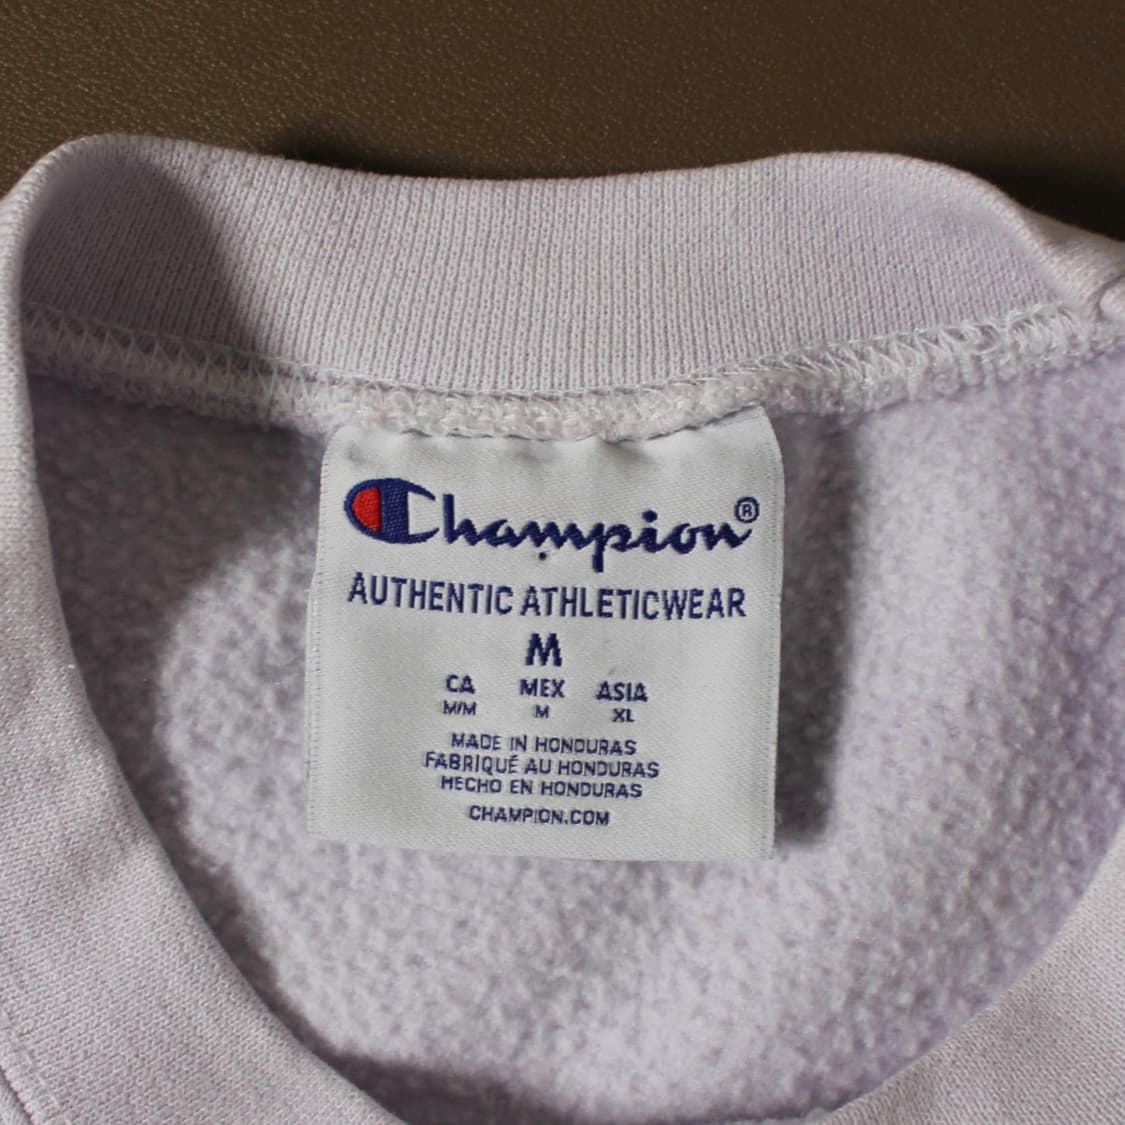 Champion®
AUTHENTIC ATHLETICWEAR
M
CA MEX ASIA
M/M M XL
MADE IN HONDURAS
FABRIQUÉ AU HONDURAS
HECHO EN HONDURAS
CHAMPION.COM